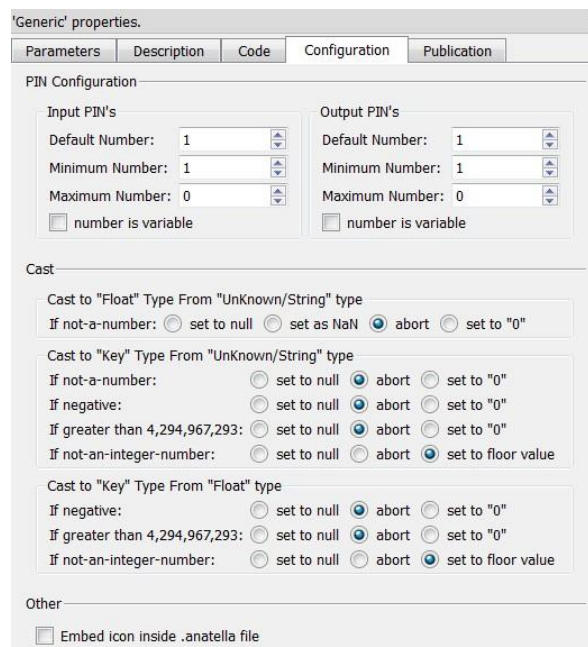 'Generic' properties.
Parameters Description Code Configuration Publication
PIN Configuration
Input PIN's
Default Number: 1
Minimum Number: 1
Maximum Number: 0
number is variable
Output PIN's
Default Number: 1
Minimum Number: 1
Maximum Number: 0
number is variable
Cast
Cast to "Float" Type From "UnKnown/String" type
If not-a-number: set to null set as NaN abort set to "0"
Cast to "Key" Type From "UnKnown/String" type
If not-a-number: set to null abort set to "0"
If negative: set to null abort set to "0"
If greater than 4,294,967,293: set to null abort set to "0"
If not-an-integer-number: set to null abort set to floor value
Cast to "Key" Type From "Float" type
If negative: set to null abort set to "0"
If greater than 4,294,967,293: set to null abort set to "0"
If not-an-integer-number: set to null abort set to floor value
Other
Embed icon inside .anatella file